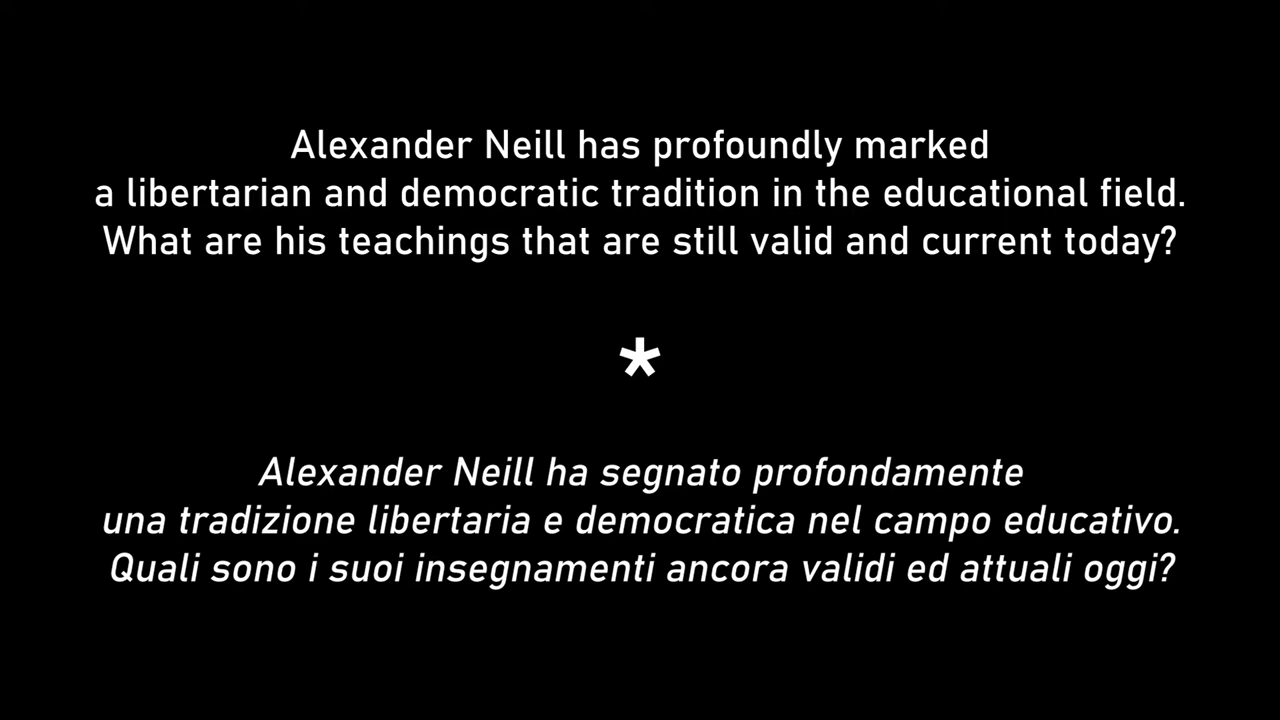 Alexander Neill has profoundly marked
a libertarian and democratic tradition in the educational field.
What are his teachings that are still valid and current today?
*
Alexander Neill ha segnato profondamente
una tradizione libertaria e democratica nel campo educativo.
Quali sono i suoi insegnamenti ancora validi ed attuali oggi?